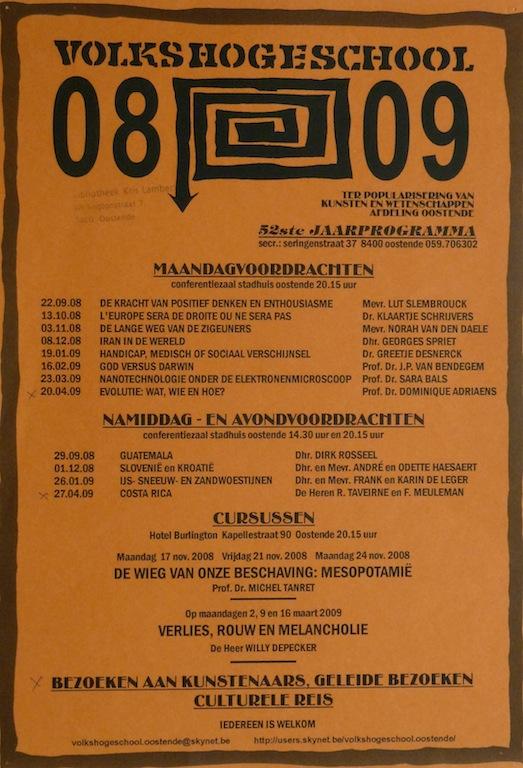 VOLKSHOGESCHOOL
08 09
Bibliotheek Kris Lambert
Oostende
TER POPULARISERING VAN
KUNSTEN EN WETENSCHAPPEN
AFDELING OOSTENDE
52ste JAARPROGRAMMA
secr.: seringenstraat 37 8400 oostende 059.706302
MAANDAGVOORDRACHTEN
conferentiezaal stadhuis oostende 20.15 uur
22.09.08 DE KRACHT VAN POSITIEF DENKEN EN ENTHOUSIASME Mevr. LUT SLEMBROUCK
13.10.08 L'EUROPE SERA DE DROITE OU NE SERA PAS Dr. KLAARTJE SCHRIJVERS
03.11.08 DE LANGE WEG VAN DE ZIGEUNERS Mevr. NORAH VAN DEN DAELE
08.12.08 IRAN IN DE WERELD Dhr. GEORGES SPRIET
19.01.09 HANDICAP, MEDISCH OF SOCIAAL VERSCHIJNSEL Dr. GREETJE DESNERCK
16.02.09 GOD VERSUS DARWIN Prof. Dr. J.P. VAN BENDEGEM
23.03.09 NANOTECHNOLOGIE ONDER DE ELEKTRONENMICROSCOOP Prof. Dr. SARA BALS
x 20.04.09 EVOLUTIE: WAT, WIE EN HOE? Prof. Dr. DOMINIQUE ADRIAENS
NAMIDDAG - EN AVONDVOORDRACHTEN
conferentiezaal stadhuis oostende 14.30 uur en 20.15 uur
29.09.08 GUATEMALA Dhr. DIRK ROSSEEL
01.12.08 SLOVENIË en KROATIË Dhr. en Mevr. ANDRÉ en ODETTE HAESAERT
26.01.09 IJS- SNEEUW- EN ZANDWOESTIJNEN Dhr. en Mevr. FRANK en KARIN DE LEGER
x 27.04.09 COSTA RICA De Heren R. TAVEIRNE en F. MEULEMAN
CURSUSSEN
Hotel Burlington Kapellestraat 90 Oostende 20.15 uur
Maandag 17 nov. 2008 Vrijdag 21 nov. 2008 Maandag 24 nov. 2008
DE WIEG VAN ONZE BESCHAVING: MESOPOTAMIË
Prof. Dr. MICHEL TANRET
Op maandagen 2, 9 en 16 maart 2009
VERLIES, ROUW EN MELANCHOLIE
De Heer WILLY DEPECKER
x BEZOEKEN AAN KUNSTENAARS, GELEIDE BEZOEKEN
CULTURELE REIS
IEDEREEN IS WELKOM
volkshogeschool.oostende@skynet.be http://users.skynet.be/volkshogeschool.oostende/